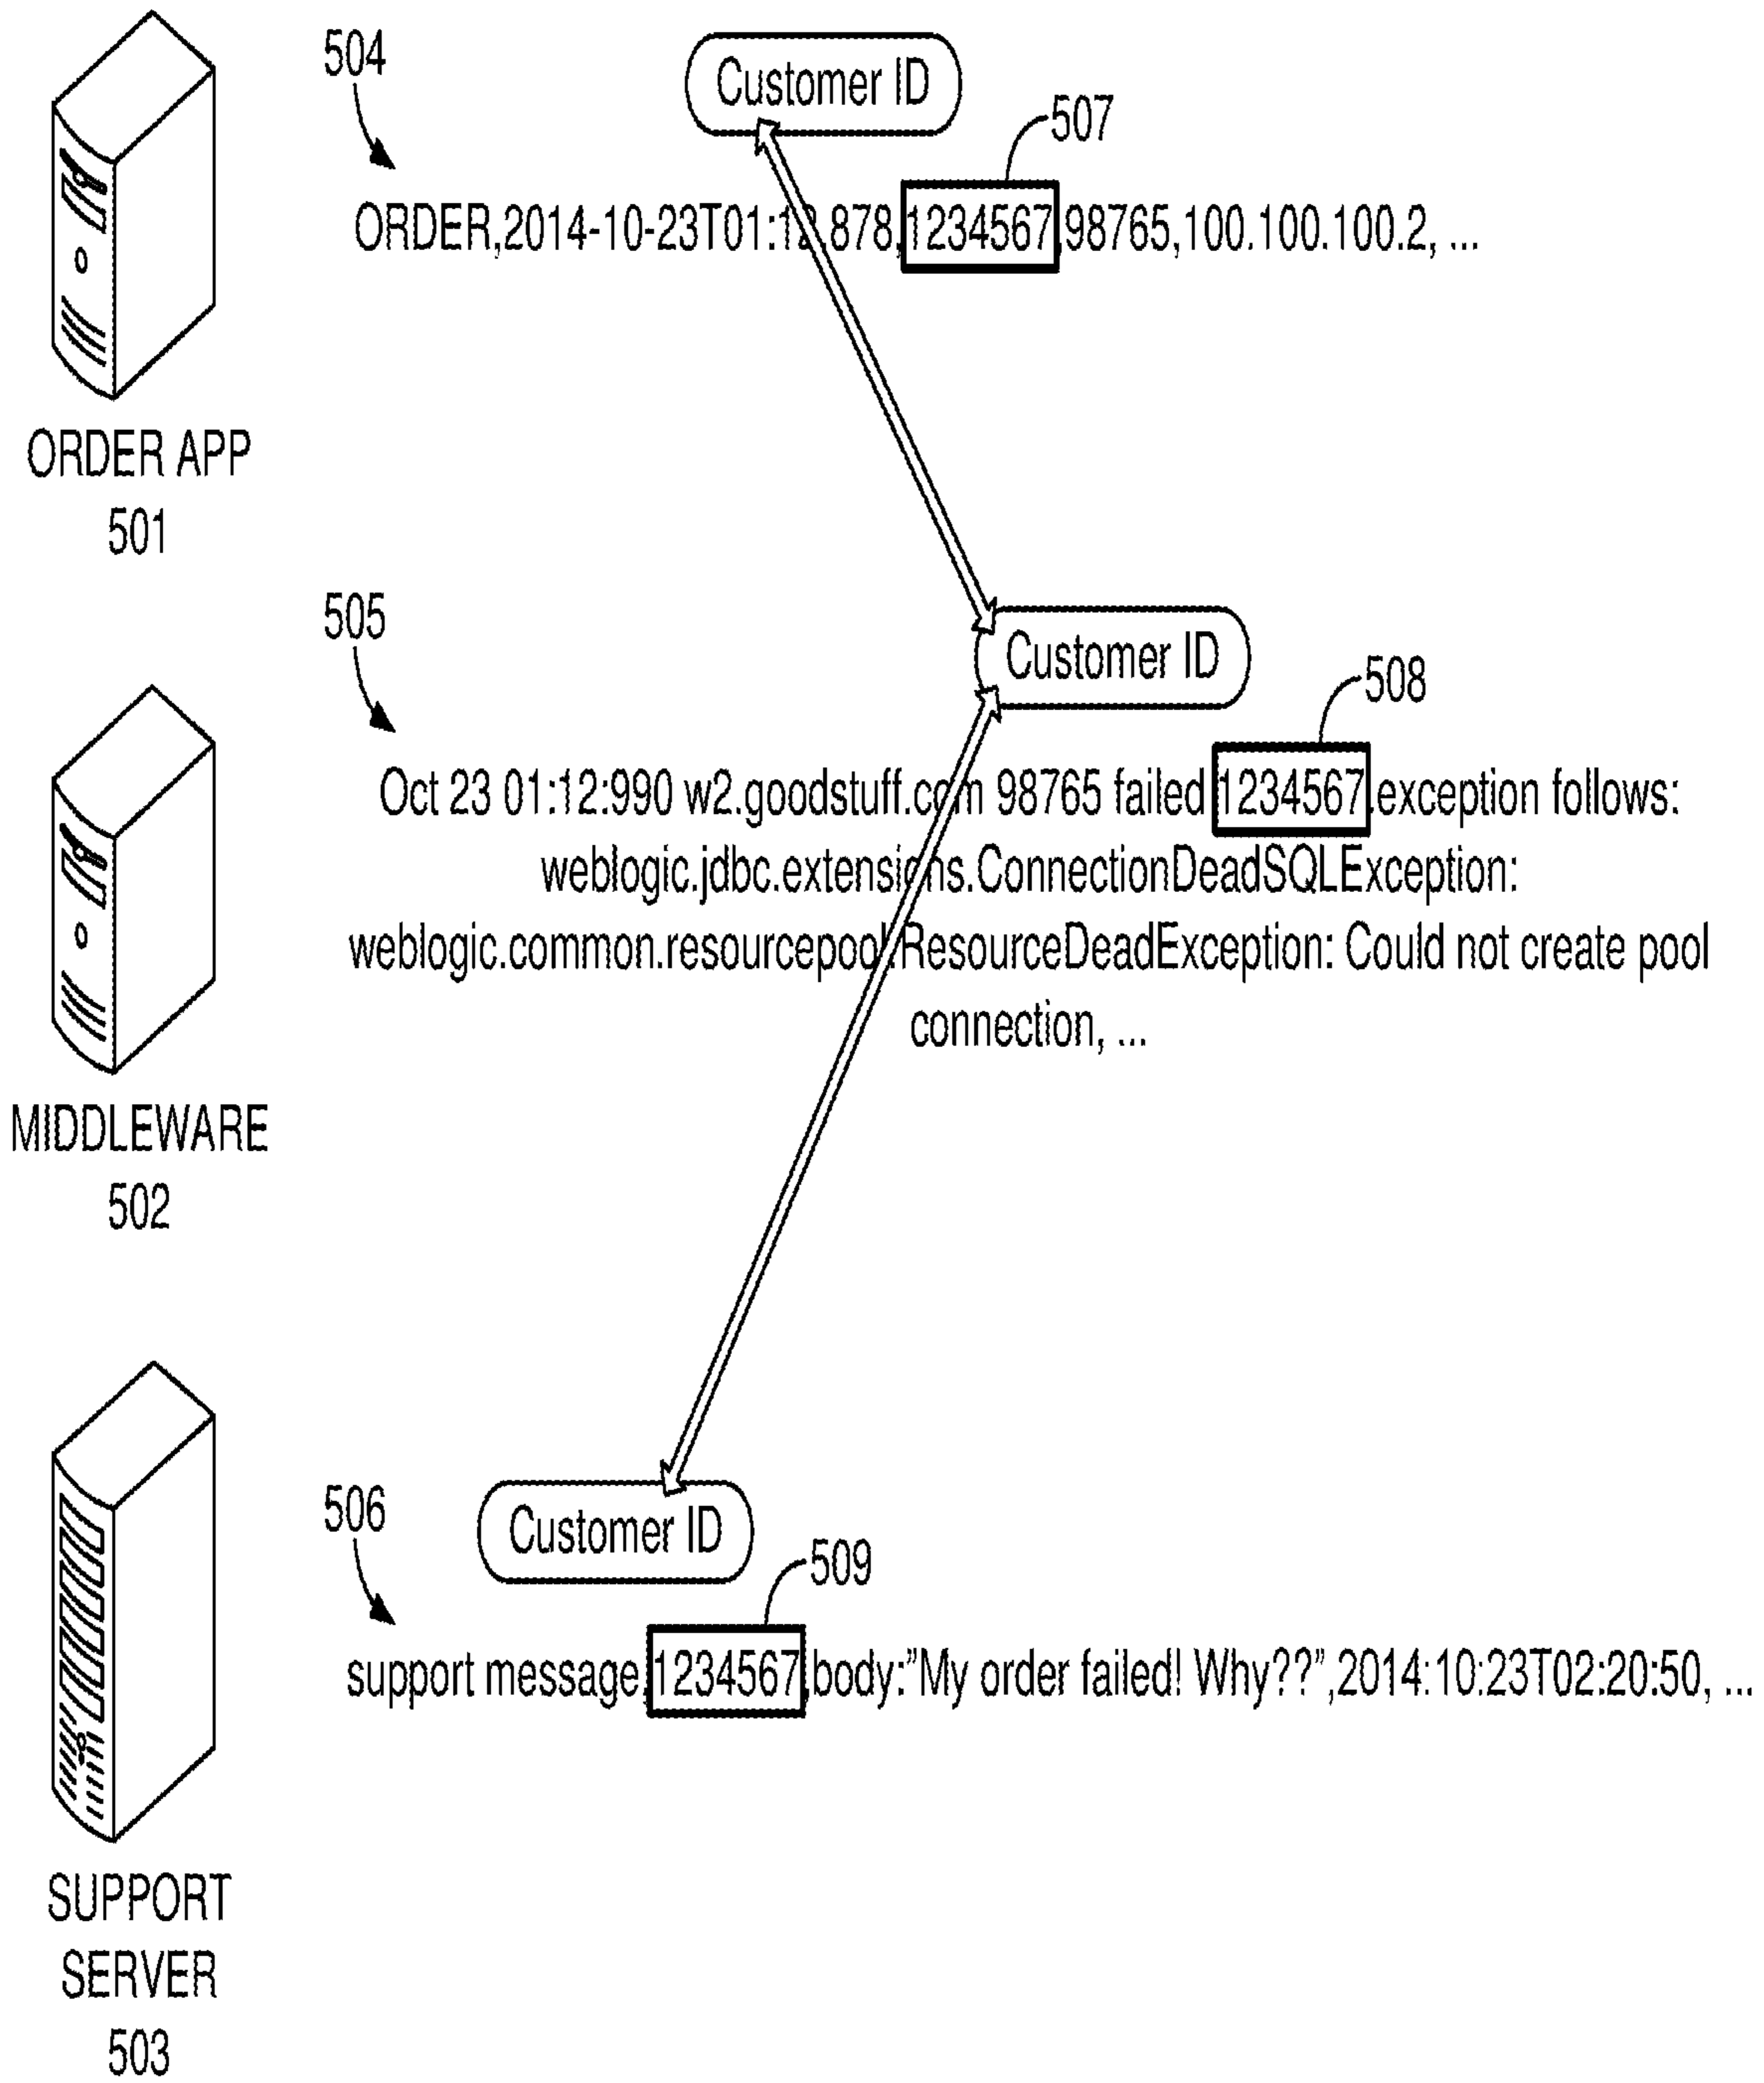 504
Customer ID
507
ORDER,2014-10-23T01:12.878,1234567,98765,100.100.100.2, ...
ORDER APP
501
505
Customer ID
508
Oct 23 01:12:990 w2.goodstuff.com 98765 failed 1234567.exception follows:
weblogic.jdbc.extensions.ConnectionDeadSQLException:
weblogic.common.resourcepool.ResourceDeadException: Could not create pool
connection, ...
MIDDLEWARE
502
506
Customer ID
509
support message,1234567,body:”My order failed! Why??”,2014:10:23T02:20:50, ...
SUPPORT
SERVER
503